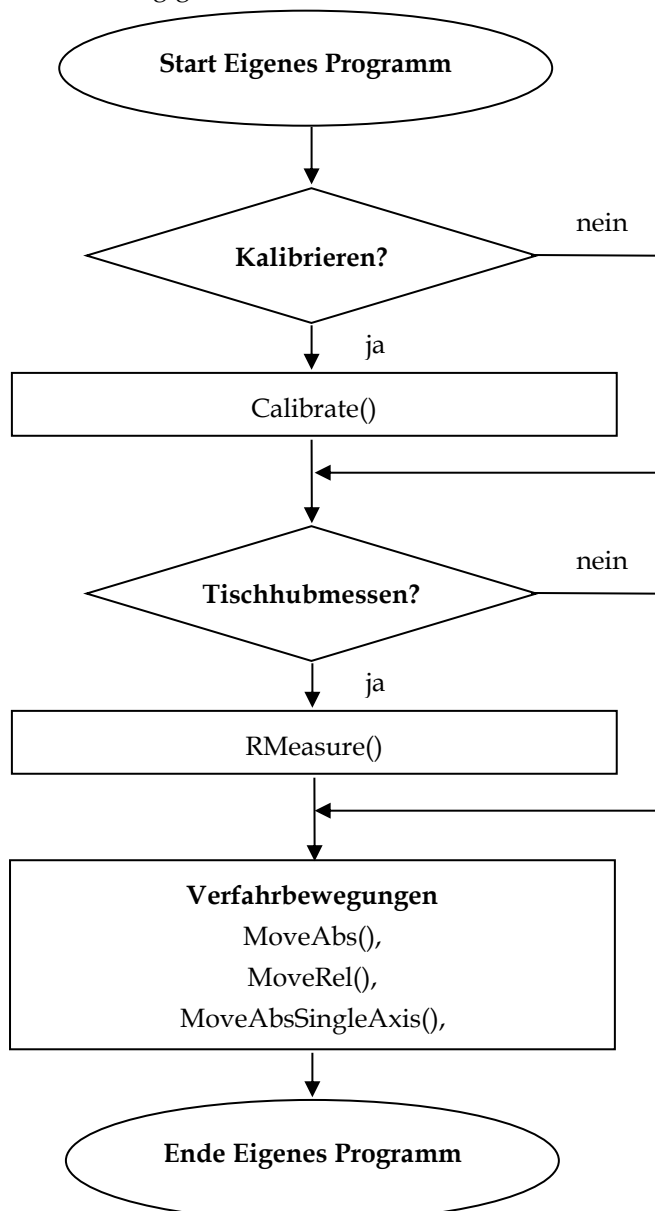 Start Eigenes Programm
Kalibrieren?
nein
ja
Calibrate()
Tischhubmessen?
nein
ja
RMeasure()
Verfahrbewegungen
MoveAbs(),
MoveRel(),
MoveAbsSingleAxis(),
Ende Eigenes Programm